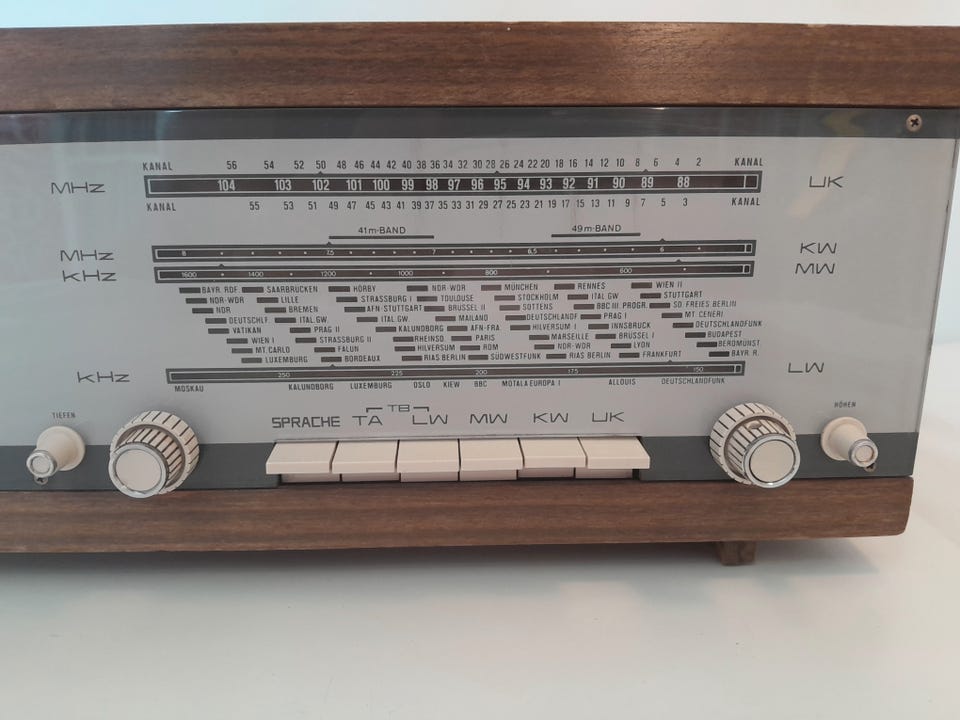 KANAL 56 54 52 50 48 46 44 42 40 38 36 34 32 30 28 26 24 22 20 18 16 14 12 10 8 6 4 2 KANAL
MHz 104 103 102 101 100 99 98 97 96 95 94 93 92 91 90 89 88 UK
KANAL 55 53 51 49 47 45 43 41 39 37 35 33 31 29 27 25 23 21 19 17 15 13 11 9 7 5 3 KANAL
41m-BAND 49m-BAND
MHz 8 7,5 7 6,5 6 KW
KHz 1600 1400 1200 1000 800 600 MW
BAYR. RDF SAARBRÜCKEN HÖRBY NDR-WDR MÜNCHEN RENNES WIEN II
NDR-WDR LILLE STRASSBURG I TOULOUSE STOCKHOLM ITAL GW. STUTTGART
NDR BREMEN AFN-STUTTGART BRÜSSEL II SOTTENS BBC III. PROGR. SO. FREIES BERLIN
DEUTSCHLF ITAL GW. ITAL GW. MAILAND DEUTSCHLANDF PRAG I MT. CENERI
VATIKAN PRAG II KALUNDBORG AFN-FRA. HILVERSUM I INNSBRUCK DEUTSCHLANDFUNK
WIEN I STRASSBURG II RHEINSD PARIS MARSEILLE BRÜSSEL I BUDAPEST
MT.CARLO FALUN HILVERSUM ROM NDR-WDR LYON BEROMÜNST
LUXEMBURG BORDEAUX RIAS BERLIN SÜDWESTFUNK RIAS BERLIN FRANKFURT BAYR R.
KHz 250 225 200 175 150 LW
MOSKAU KALUNDBORG LUXEMBURG OSLO KIEW BBC MOTALA EUROPA I ALLOUIS DEUTSCHLANDFUNK
TIEFEN HÖHEN
TB
SPRACHE TA LW MW KW UK